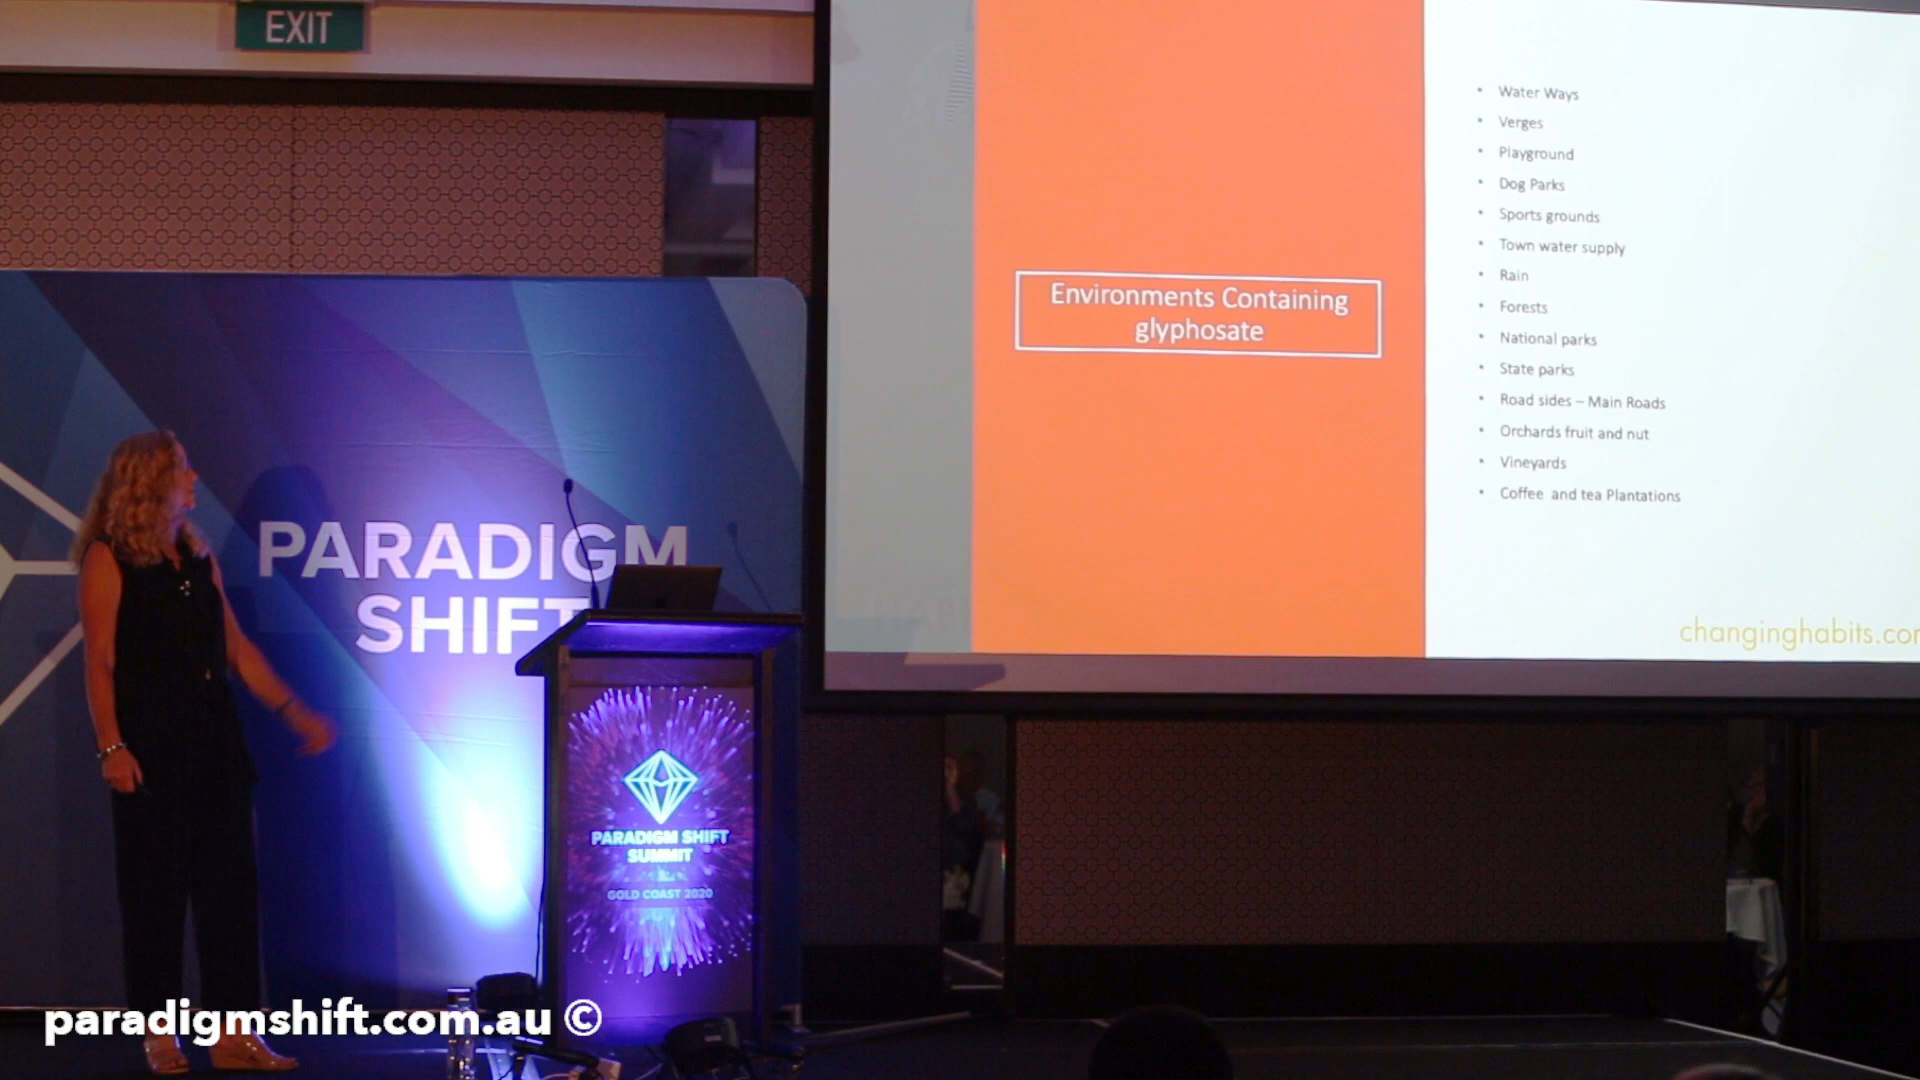 EXIT
Environments Containing
glyphosate
• Water Ways
• Verges
• Playground
• Dog Parks
• Sports grounds
• Town water supply
• Rain
• Forests
• National parks
• State parks
• Road sides – Main Roads
• Orchards fruit and nut
• Vineyards
• Coffee and tea Plantations
changinghabits.com
PARADIGM
SHIFT
PARADIGM SHIFT
SUMMIT
GOLD COAST 2020
paradigmshift.com.au ©